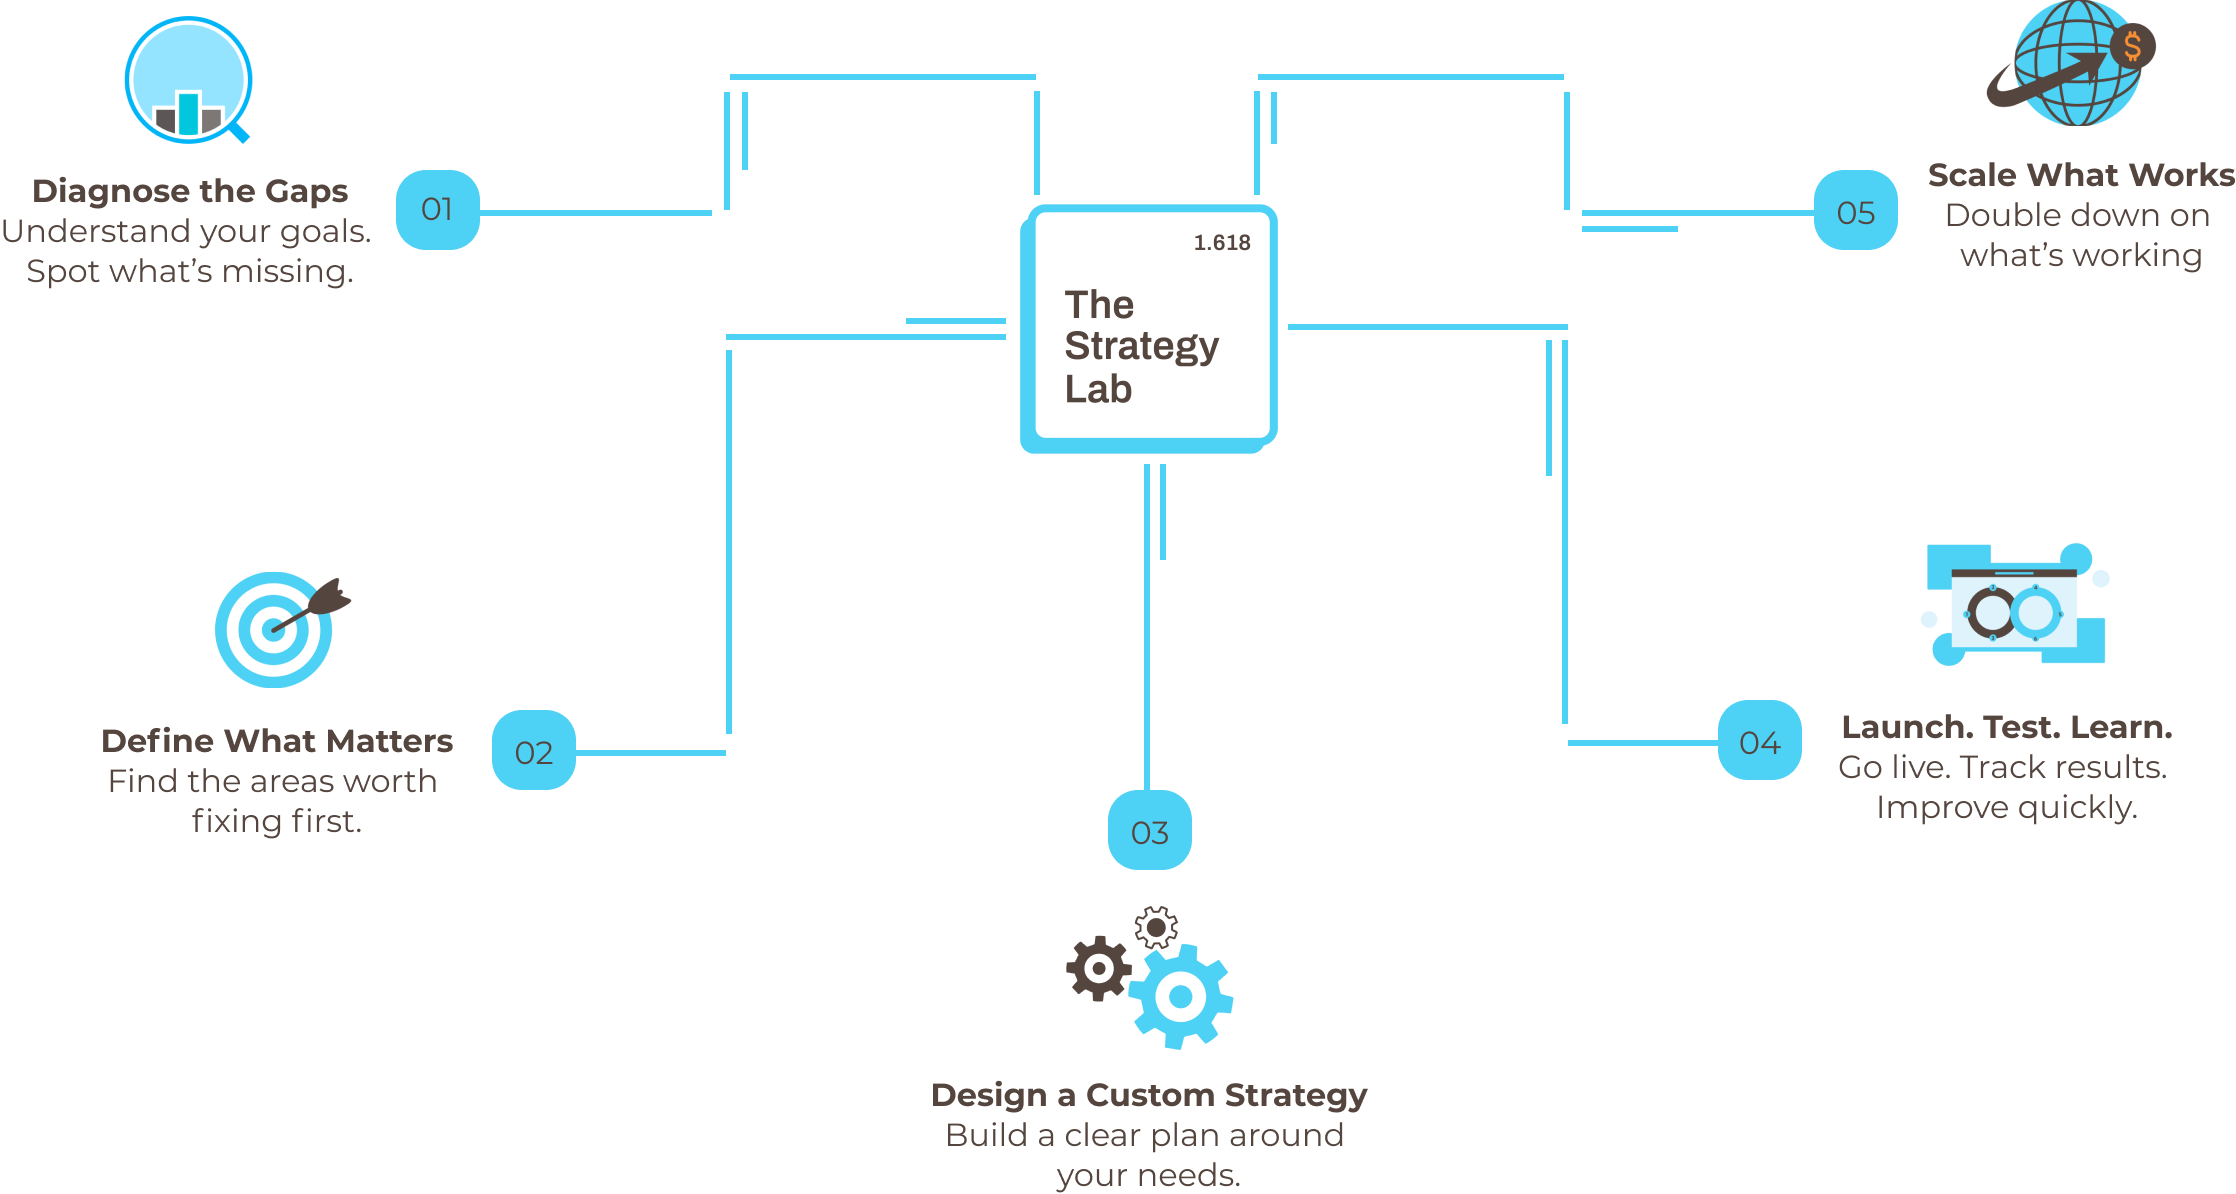 1.618
The
Strategy
Lab
01
Diagnose the Gaps
Understand your goals.
Spot what’s missing.
02
Define What Matters
Find the areas worth
fixing first.
03
Design a Custom Strategy
Build a clear plan around
your needs.
04
Launch. Test. Learn.
Go live. Track results.
Improve quickly.
05
$
Scale What Works
Double down on
what’s working